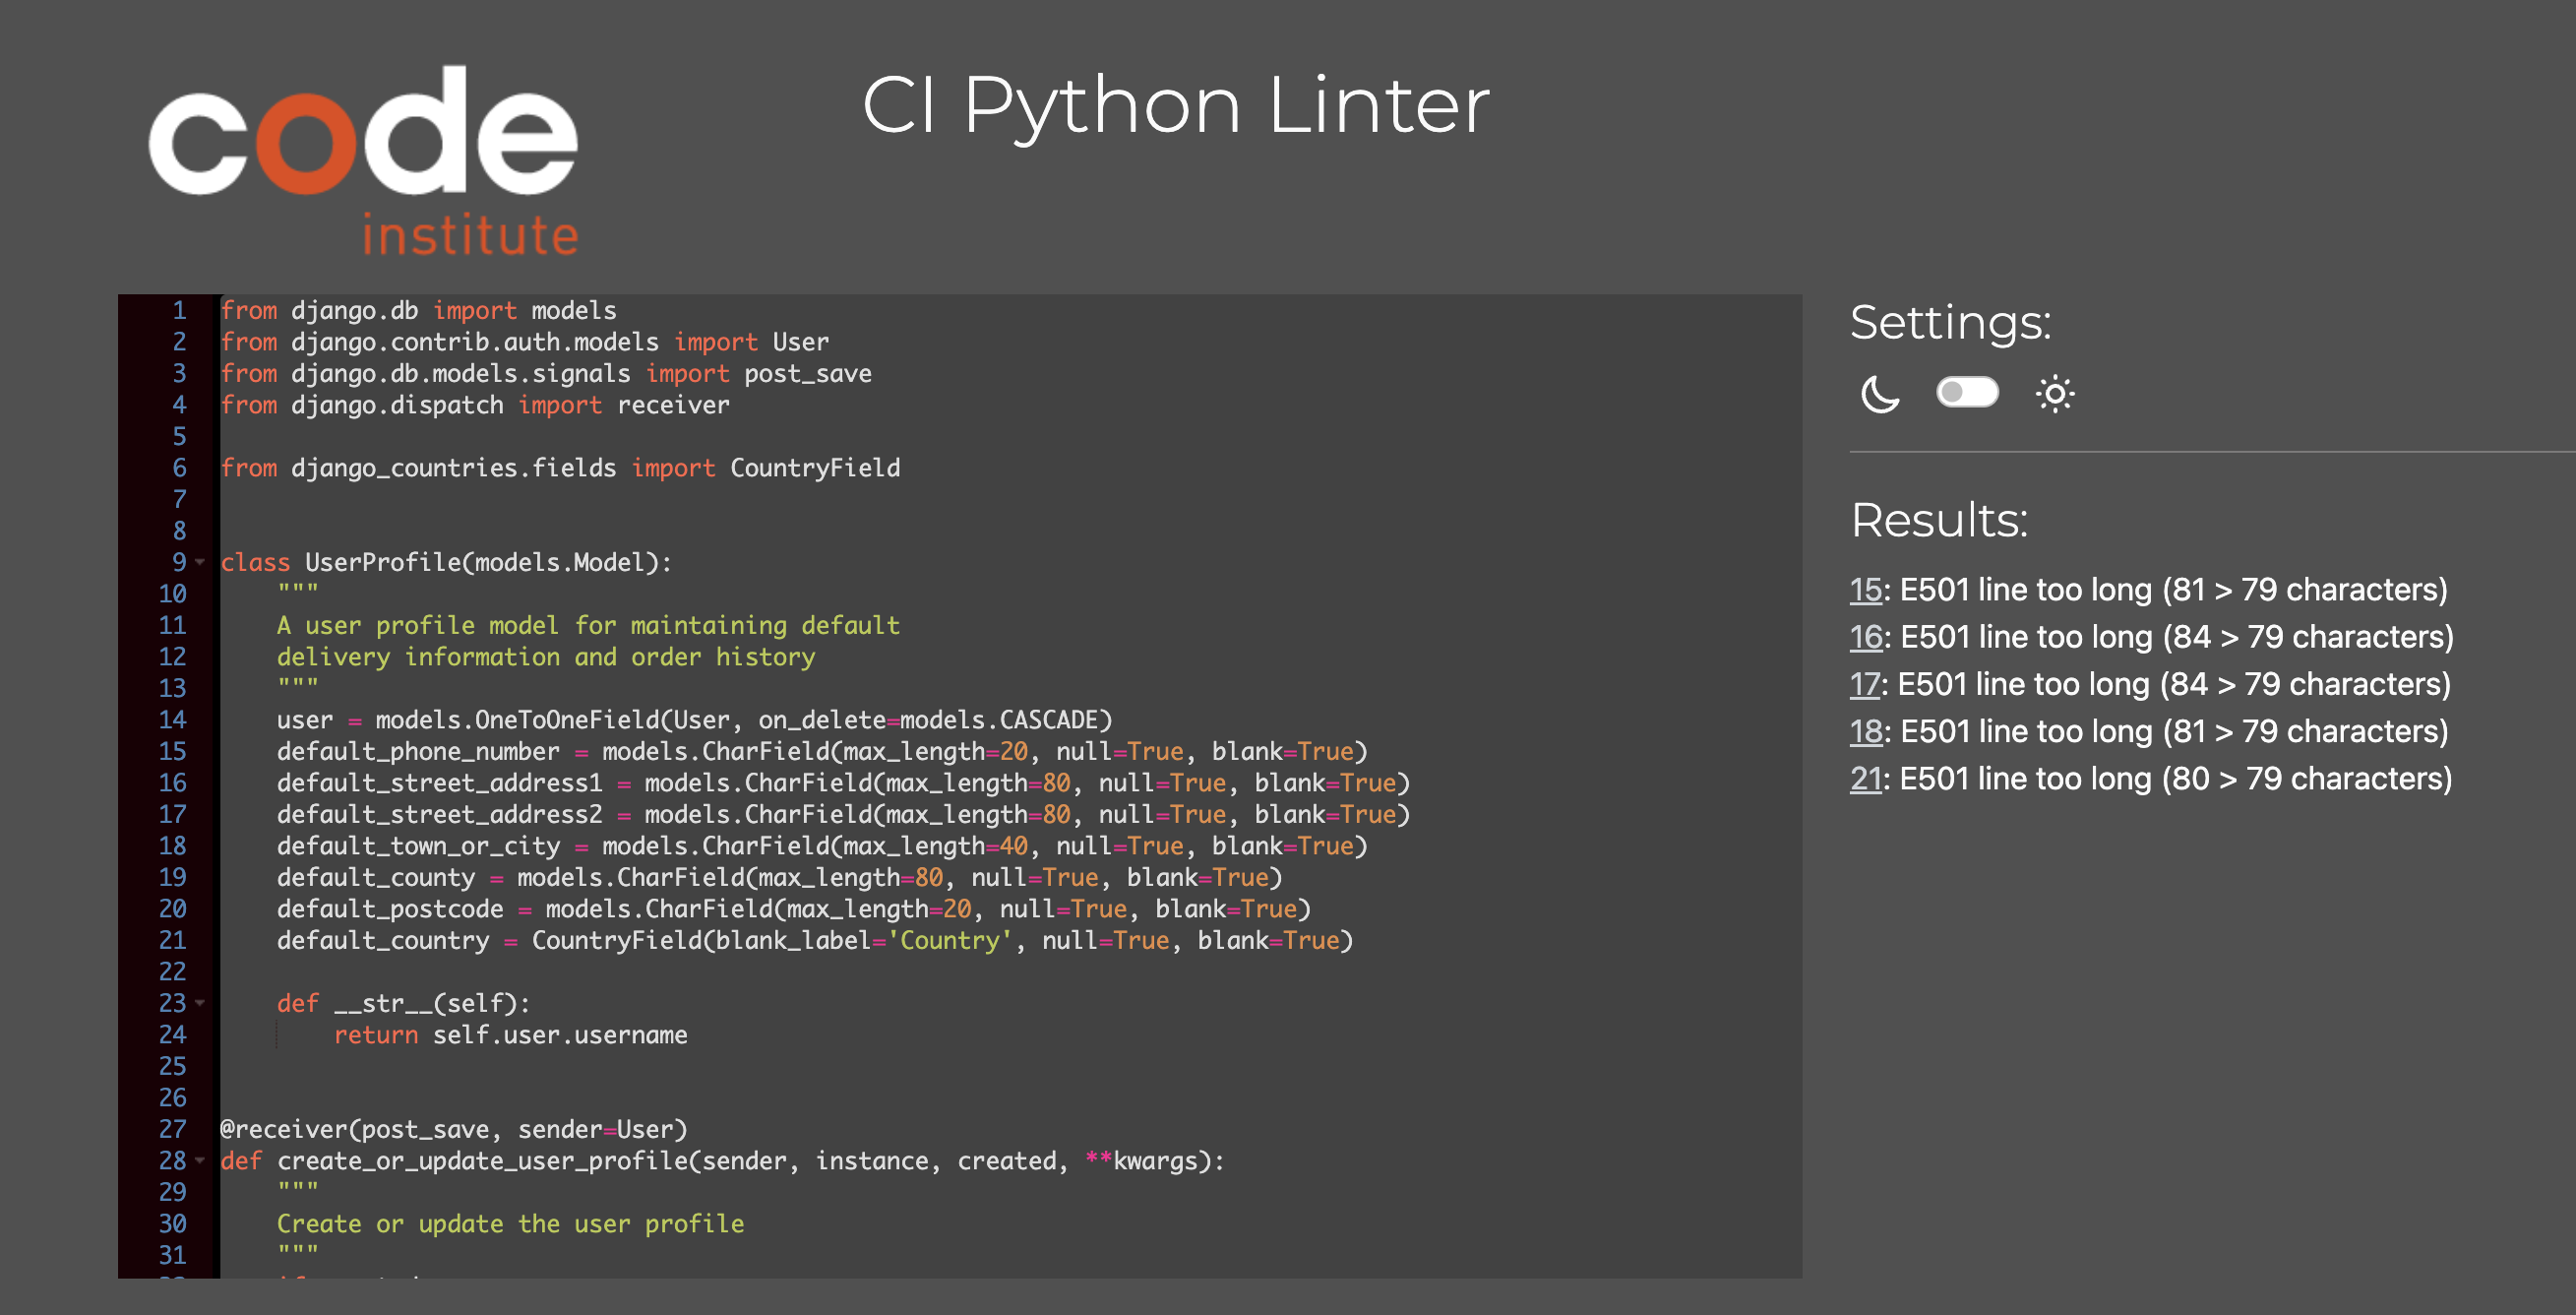 code
institute
CI Python Linter
1 from django.db import models
2 from django.contrib.auth.models import User
3 from django.db.models.signals import post_save
4 from django.dispatch import receiver
5
6 from django_countries.fields import CountryField
7
8
9 class UserProfile(models.Model):
10     """
11     A user profile model for maintaining default
12     delivery information and order history
13     """
14     user = models.OneToOneField(User, on_delete=models.CASCADE)
15     default_phone_number = models.CharField(max_length=20, null=True, blank=True)
16     default_street_address1 = models.CharField(max_length=80, null=True, blank=True)
17     default_street_address2 = models.CharField(max_length=80, null=True, blank=True)
18     default_town_or_city = models.CharField(max_length=40, null=True, blank=True)
19     default_county = models.CharField(max_length=80, null=True, blank=True)
20     default_postcode = models.CharField(max_length=20, null=True, blank=True)
21     default_country = CountryField(blank_label='Country', null=True, blank=True)
22
23     def __str__(self):
24         return self.user.username
25
26
27 @receiver(post_save, sender=User)
28 def create_or_update_user_profile(sender, instance, created, **kwargs):
29     """
30     Create or update the user profile
31     """
Settings:
Results:
15: E501 line too long (81 > 79 characters)
16: E501 line too long (84 > 79 characters)
17: E501 line too long (84 > 79 characters)
18: E501 line too long (81 > 79 characters)
21: E501 line too long (80 > 79 characters)